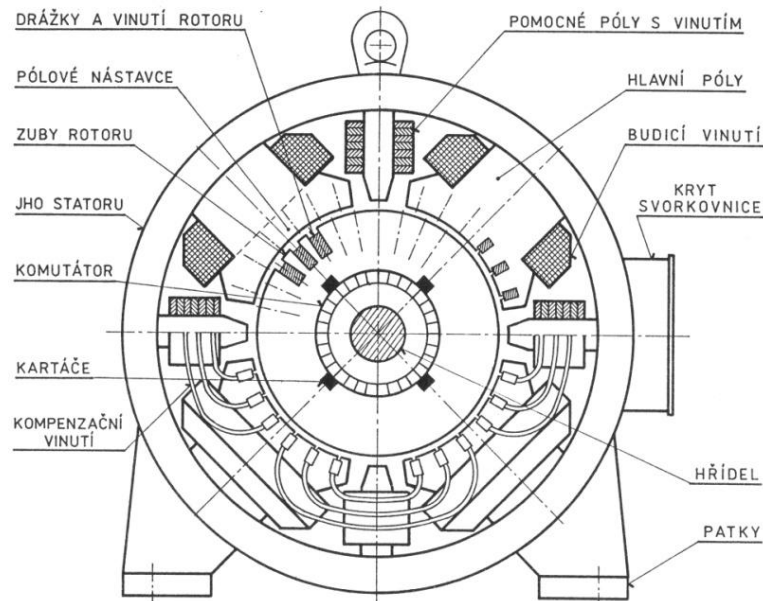 DRÁŽKY A VINUTÍ ROTORU
PÓLOVÉ NÁSTAVCE
ZUBY ROTORU
JHO STATORU
KOMUTÁTOR
KARTÁČE
KOMPENZAČNÍ
VINUTÍ
POMOCNÉ PÓLY S VINUTÍM
HLAVNÍ PÓLY
BUDICÍ VINUTÍ
KRYT
SVORKOVNICE
HŘÍDEL
PATKY